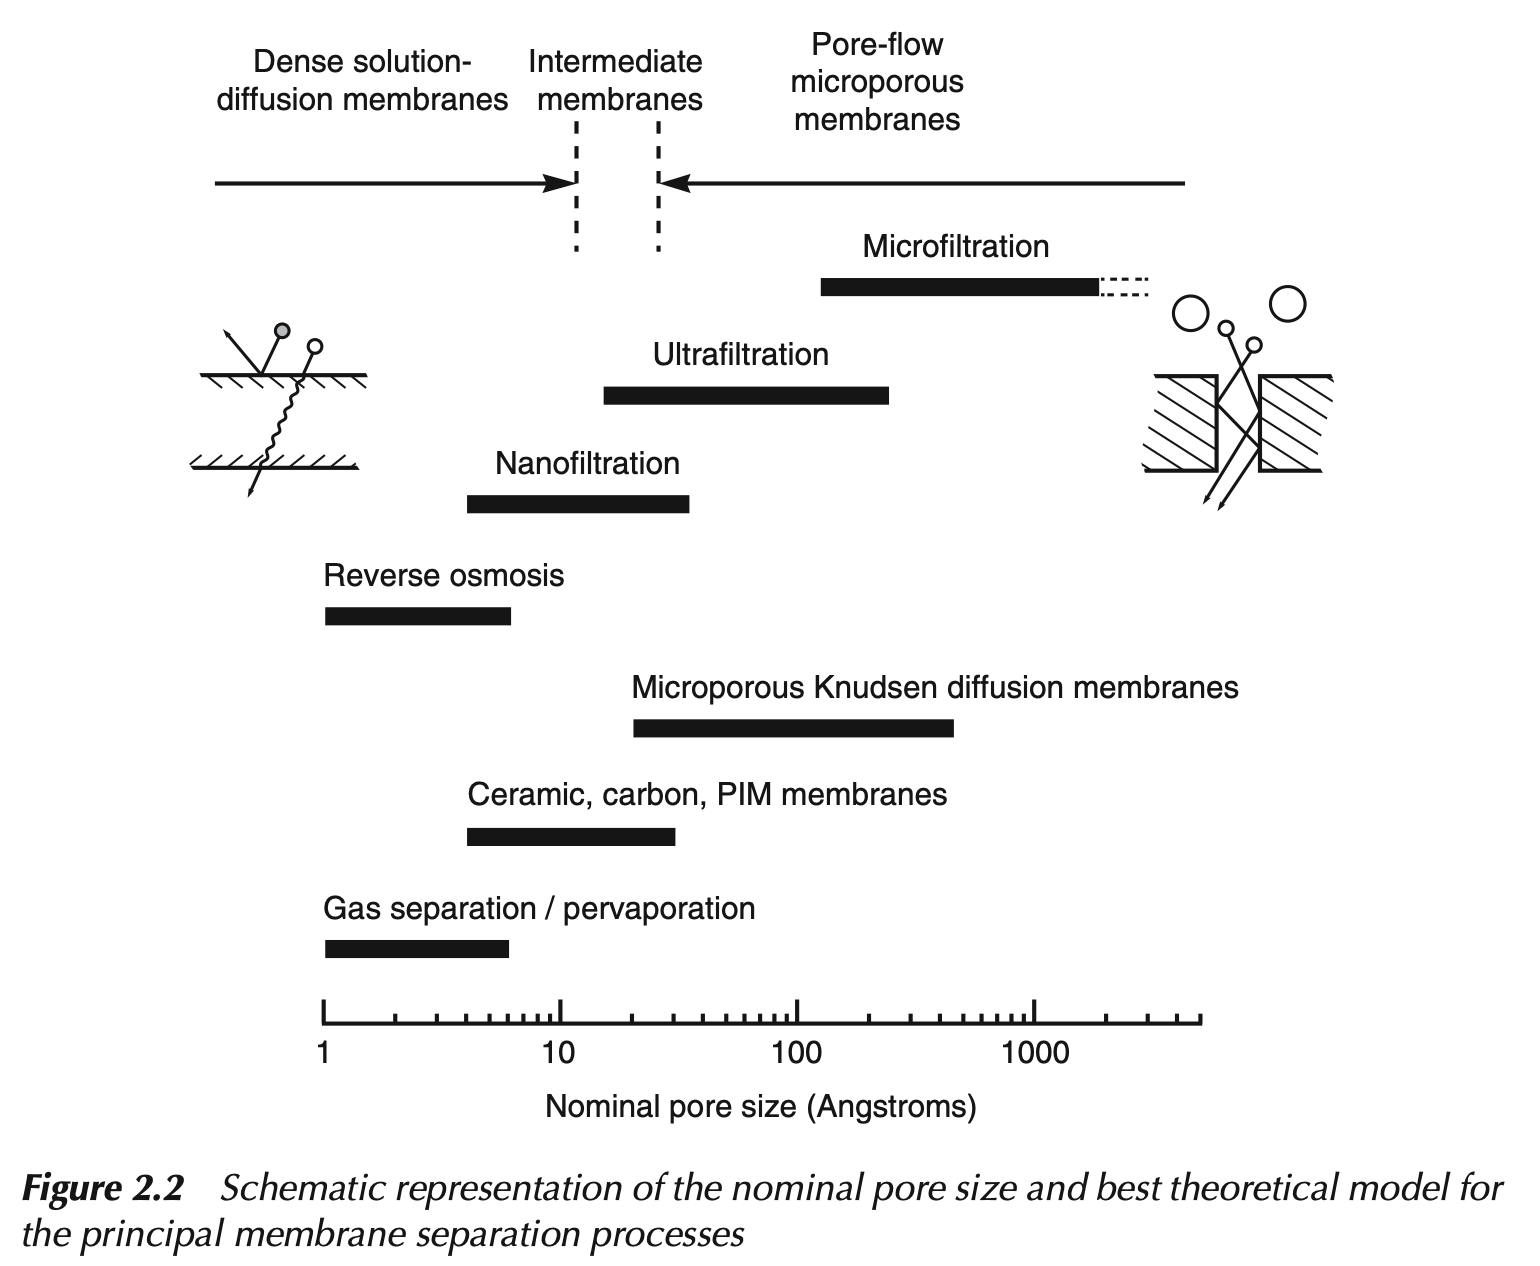 Dense solution-
diffusion membranes
Intermediate
membranes
Pore-flow
microporous
membranes
Microfiltration
Ultrafiltration
Nanofiltration
Reverse osmosis
Microporous Knudsen diffusion membranes
Ceramic, carbon, PIM membranes
Gas separation / pervaporation
1 10 100 1000
Nominal pore size (Angstroms)
Figure 2.2 Schematic representation of the nominal pore size and best theoretical model for
the principal membrane separation processes